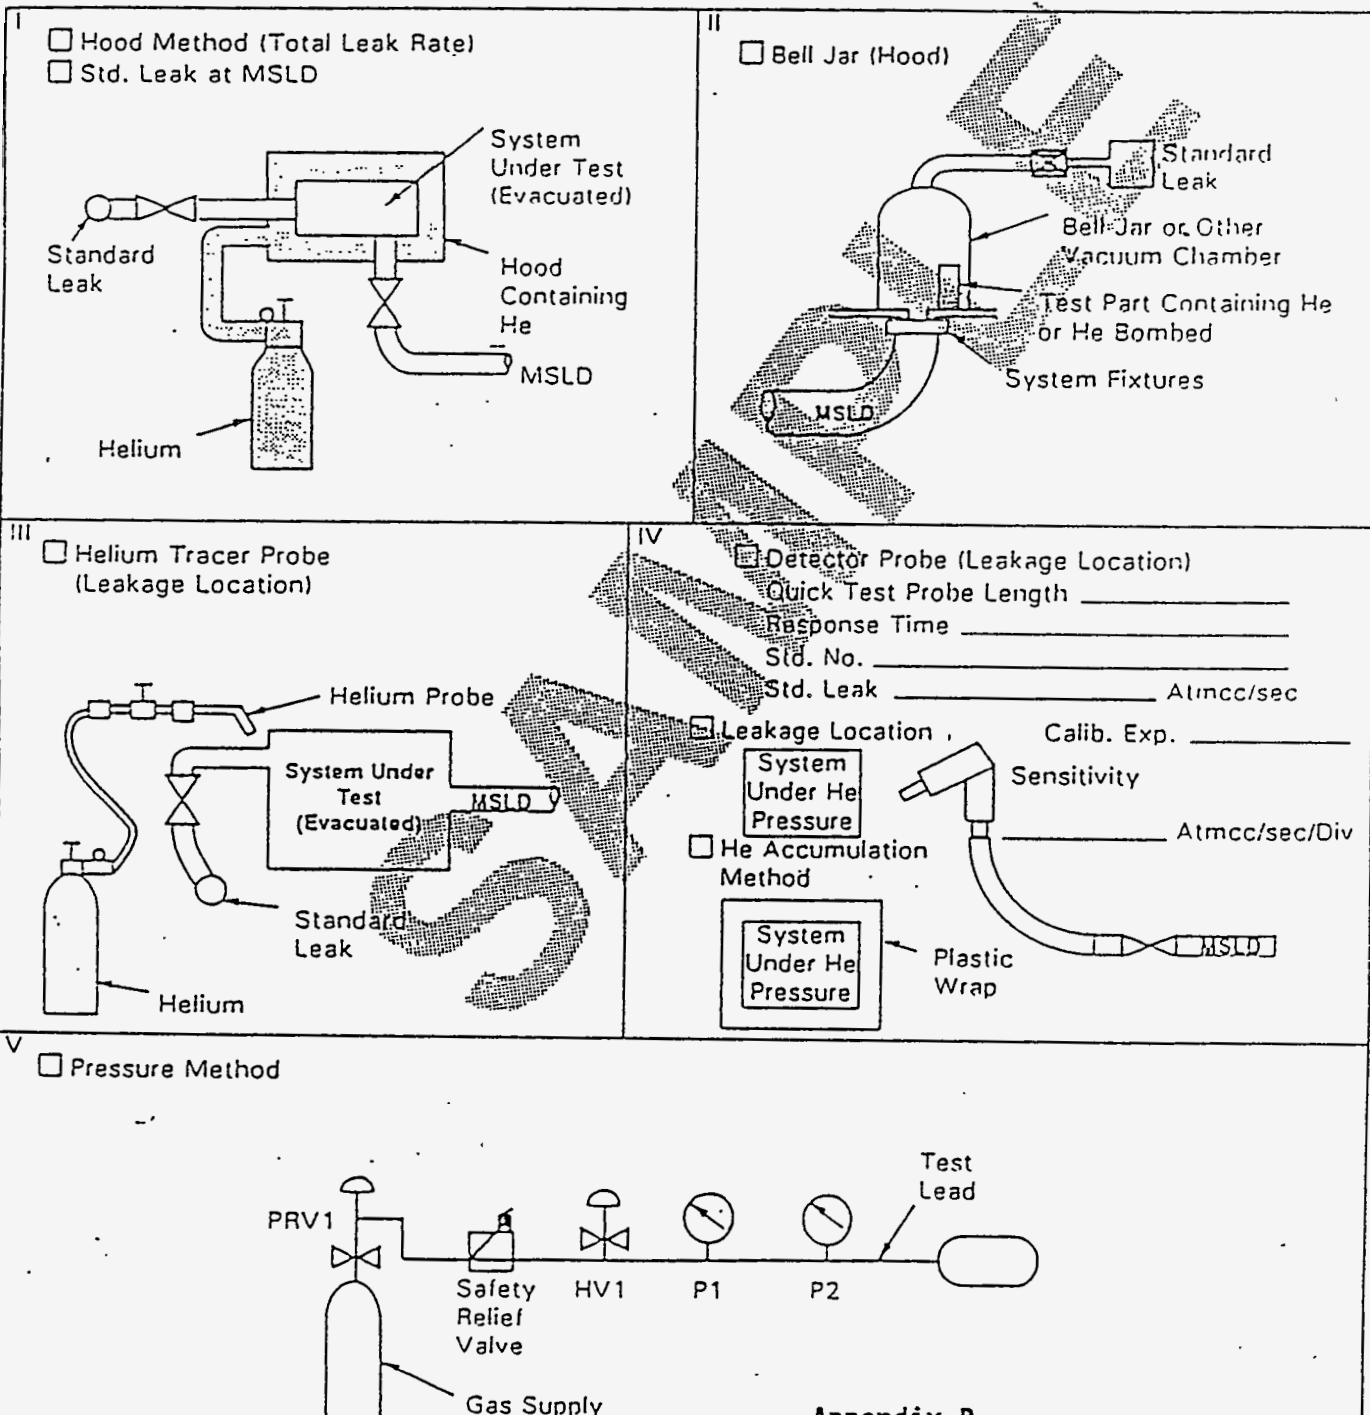 I
☐ Hood Method (Total Leak Rate)
☐ Std. Leak at MSLD
System
Under Test
(Evacuated)
Standard
Leak
Hood
Containing
He
MSLD
Helium
II
☐ Bell Jar (Hood)
Standard
Leak
Bell Jar or Other
Vacuum Chamber
Test Part Containing He
or He Bombed
System Fixtures
MSLD
III
☐ Helium Tracer Probe
(Leakage Location)
Helium Probe
System Under
Test
(Evacuated)
MSLD
Standard
Leak
Helium
IV
☐ Detector Probe (Leakage Location)
Quick Test Probe Length
Response Time
Std. No.
Std. Leak Atmcc/sec
☐ Leakage Location Calib. Exp.
System
Under He
Pressure
Sensitivity
Atmcc/sec/Div
☐ He Accumulation
Method
System
Under He
Pressure
Plastic
Wrap
MSLD
V
☐ Pressure Method
Test
Lead
PRV1
Safety
Relief
Valve
HV1
P1
P2
Gas Supply
SAMPLE